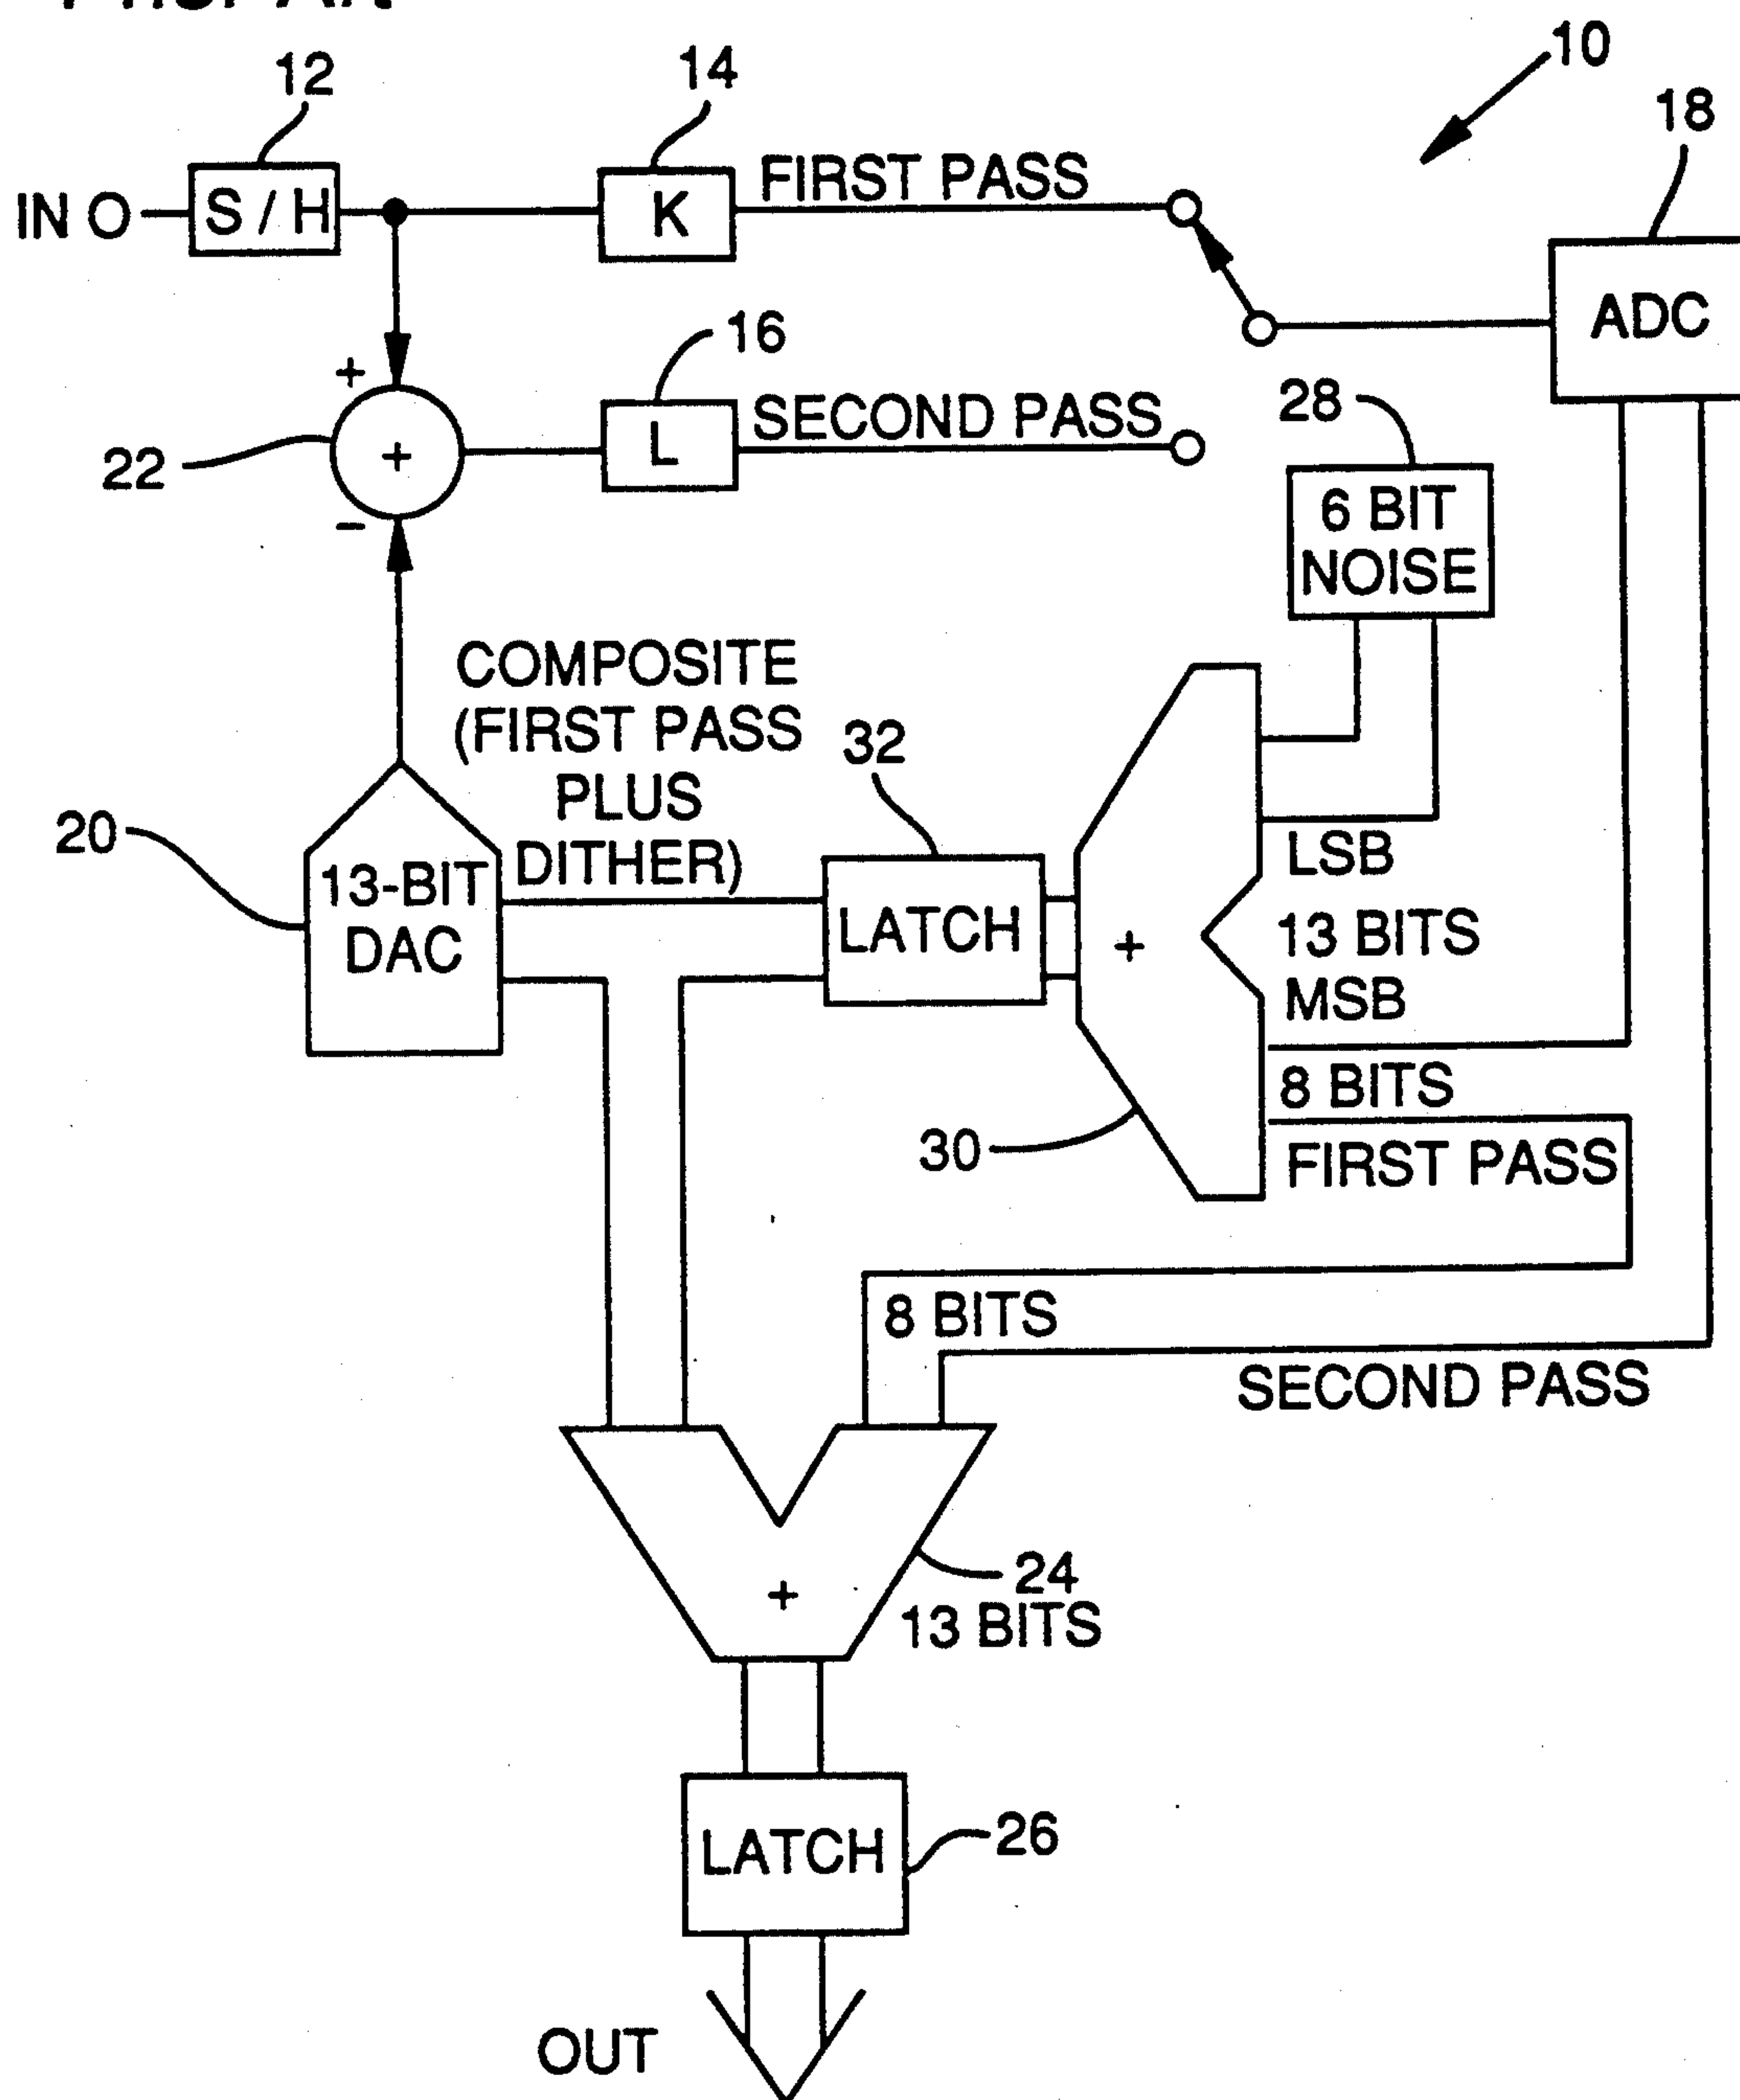 10
12
14
18
IN
S / H
K
FIRST PASS
ADC
16
+
22
+
−
L
SECOND PASS
28
6 BIT
NOISE
COMPOSITE
(FIRST PASS
PLUS
DITHER)
32
20
13-BIT
DAC
LATCH
+
LSB
13 BITS
MSB
8 BITS
30
FIRST PASS
8 BITS
SECOND PASS
+
24
13 BITS
LATCH
26
OUT